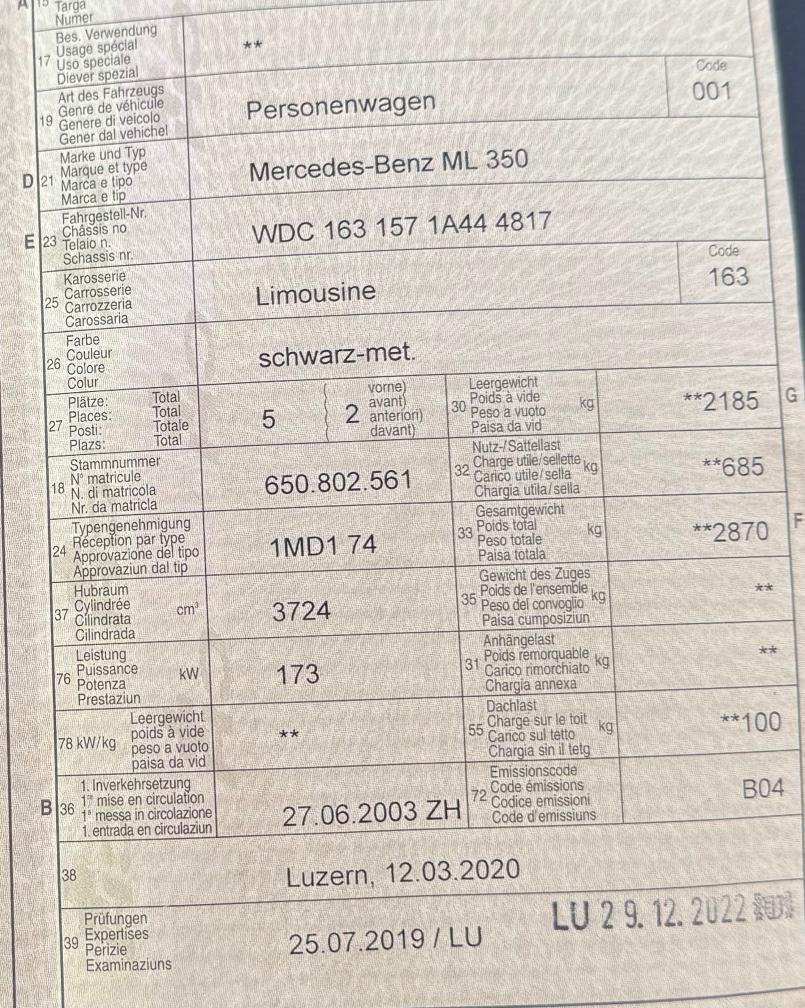 A 15 Targa
Numer
Bes. Verwendung
Usage spécial
17 Uso speciale
Diever spezial
**
Art des Fahrzeugs
Genre de véhicule
19 Genere di veicolo
Gener dal vehichel
Personenwagen
Code
001
Marke und Typ
Marque et type
D 21 Marca e tipo
Marca e tip
Mercedes-Benz ML 350
Fahrgestell-Nr.
Châssis no
E 23 Telaio n.
Schassis nr.
WDC 163 157 1A44 4817
Karosserie
Carrosserie
25 Carrozzeria
Carossaria
Limousine
Code
163
Farbe
Couleur
26 Colore
Colur
schwarz-met.
Plätze: Total
Places: Total
27 Posti: Totale
Plazs: Total
5
2
vorne)
avant)
anteriori)
davant)
Leergewicht
30 Poids à vide kg
Peso a vuoto
Paisa da vid
**2185 G
Stammnummer
N° matricule
18 N. di matricola
Nr. da matricla
650.802.561
Nutz-/Sattellast
32 Charge utile/sellette kg
Carico utile/sella
Chargia utila/sella
**685
Typengenehmigung
Réception par type
24 Approvazione del tipo
Approvaziun dal tip
1MD1 74
Gesamtgewicht
33 Poids total kg
Peso totale
Paisa totala
**2870 F
Hubraum
37 Cylindrée cm³
Cilindrata
Cilindrada
3724
Gewicht des Zuges
35 Poids de l'ensemble kg
Peso del convoglio
Paisa cumposiziun
**
Leistung
76 Puissance kW
Potenza
Prestaziun
173
Anhängelast
31 Poids remorquable kg
Carico rimorchiato
Chargia annexa
**
Leergewicht
78 kW/kg poids à vide
peso a vuoto
paisa da vid
**
Dachlast
55 Charge sur le toit kg
Carico sul tetto
Chargia sin il tetg
**100
1. Inverkehrsetzung
B 36 1re mise en circulation
1a messa in circolazione
1. entrada en circulaziun
27.06.2003 ZH
Emissionscode
72 Code émissions
Codice emissioni
Code d'emissiuns
B04
38
Luzern, 12.03.2020
Prüfungen
39 Expertises
Perizie
Examinaziuns
25.07.2019 / LU
LU 29.12.2022